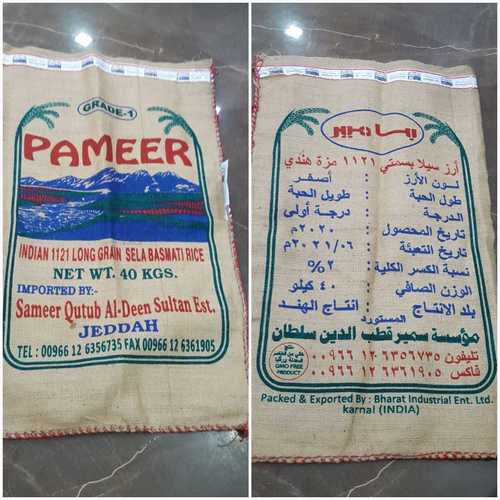 GRADE-1
PAMEER
INDIAN 1121 LONG GRAIN SELA BASMATI RICE
NET WT. 40 KGS.
IMPORTED BY:-
Sameer Qutub Al-Deen Sultan Est.
JEDDAH
TEL : 00966 12 6356735 FAX 00966 12 6361905
بامير
أرز سيلا بسمتي ١١٢١ مزة هندي
لون الأرز : أصفر
طول الحبة : طويل الحبة
الدرجة : درجة أولى
تاريخ المحصول : ٢٠٢٠م
تاريخ التعبئة : ٢٠٢١/٠٦م
نسبة الكسر الكلية : ٢%
الوزن الصافي : ٤٠ كيلو
بلد الانتاج : انتاج الهند
المستورد
مؤسسة سمير قطب الدين سلطان
تليفون ٠٠٩٦٦ ١٢ ٦٣٥٦٧٣٥
فاكس ٠٠٩٦٦ ١٢ ٦٣٦١٩٠٥
GMO FREE
PRODUCT
Packed & Exported By : Bharat Industrial Ent. Ltd.
karnal (INDIA)